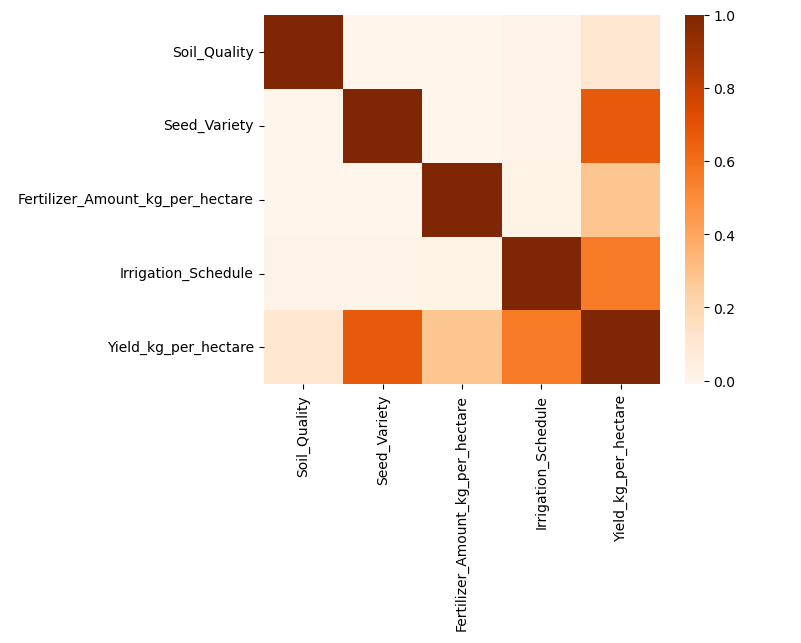 Soil_Quality
Seed_Variety
Fertilizer_Amount_kg_per_hectare
Irrigation_Schedule
Yield_kg_per_hectare
Soil_Quality
Seed_Variety
Fertilizer_Amount_kg_per_hectare
Irrigation_Schedule
Yield_kg_per_hectare
1.0
0.8
0.6
0.4
0.2
0.0